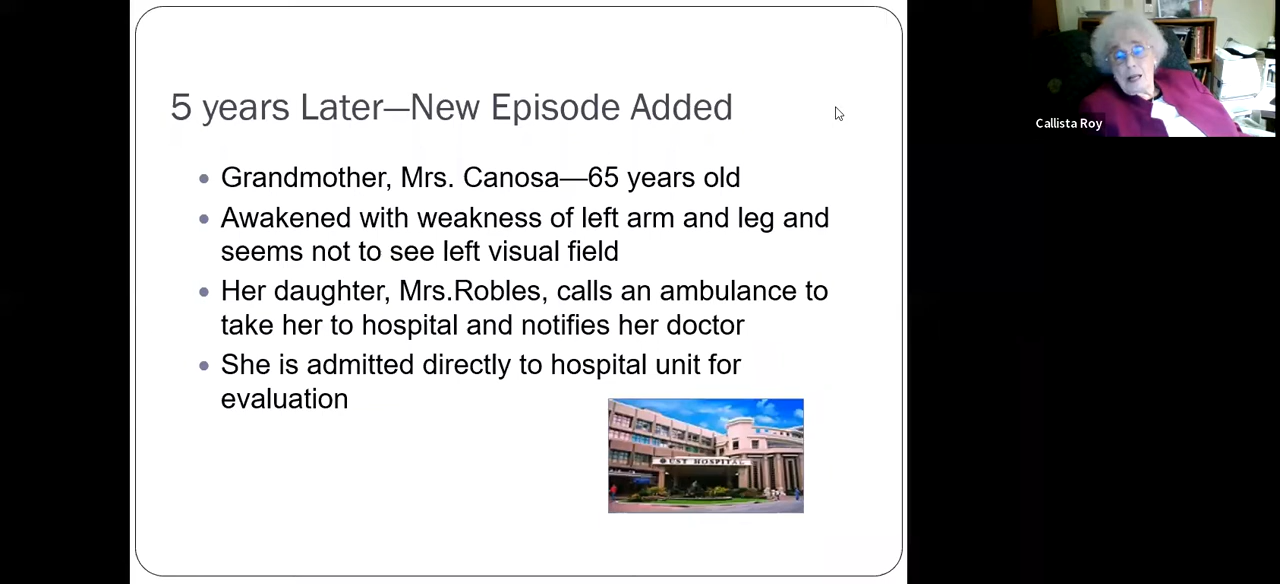 5 years Later—New Episode Added
Grandmother, Mrs. Canosa—65 years old
Awakened with weakness of left arm and leg and
seems not to see left visual field
Her daughter, Mrs.Robles, calls an ambulance to
take her to hospital and notifies her doctor
She is admitted directly to hospital unit for
evaluation
UST HOSPITAL
Callista Roy